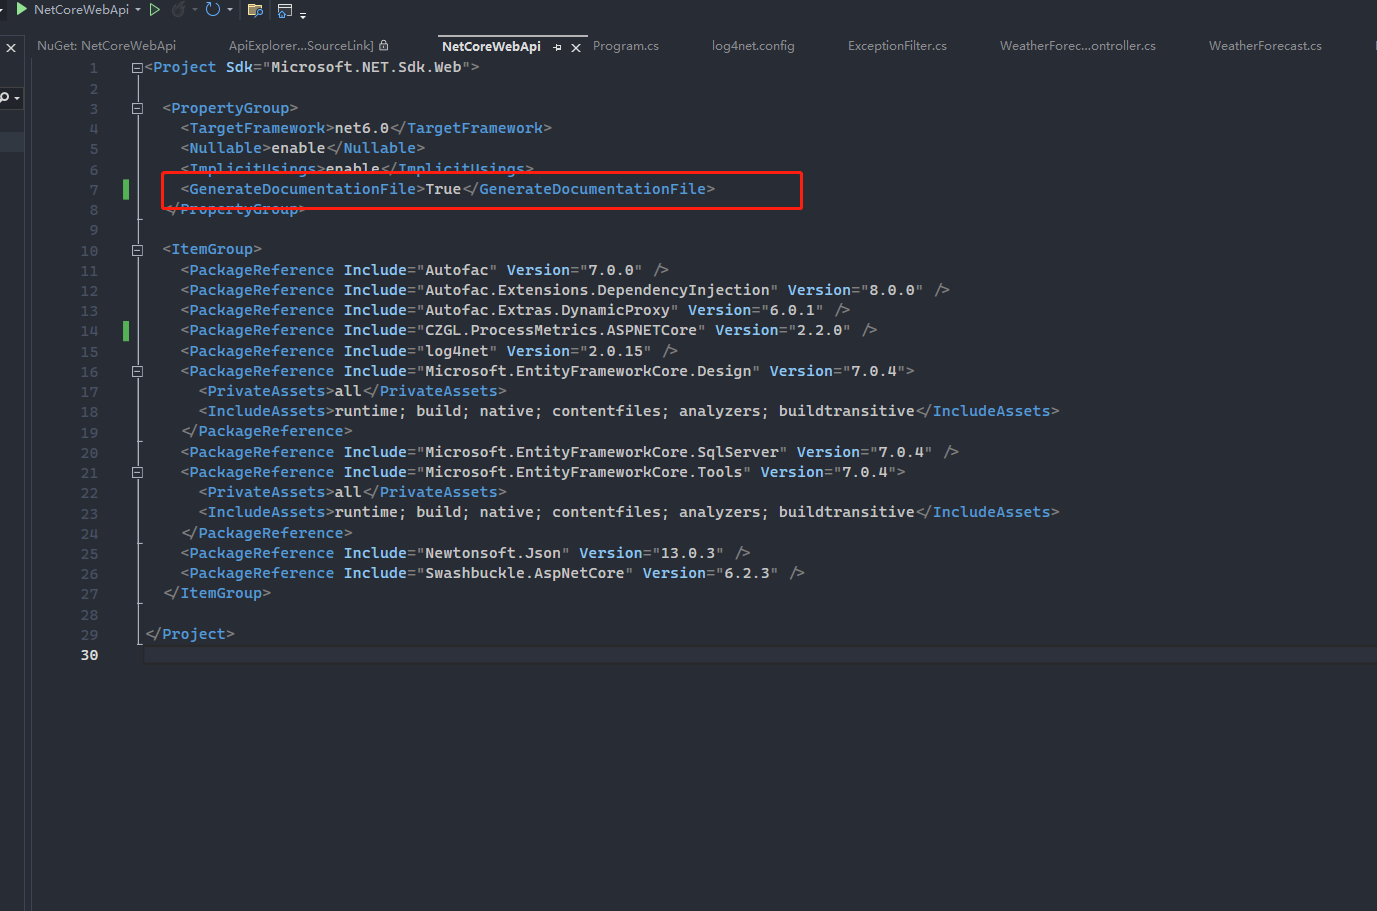 NetCoreWebApi
NuGet: NetCoreWebApi ApiExplorer...SourceLink] NetCoreWebApi Program.cs log4net.config ExceptionFilter.cs WeatherForec...ontroller.cs WeatherForecast.cs
1 <Project Sdk="Microsoft.NET.Sdk.Web">
2
3 <PropertyGroup>
4 <TargetFramework>net6.0</TargetFramework>
5 <Nullable>enable</Nullable>
6 <ImplicitUsings>enable</ImplicitUsings>
7 <GenerateDocumentationFile>True</GenerateDocumentationFile>
8 </PropertyGroup>
9
10 <ItemGroup>
11 <PackageReference Include="Autofac" Version="7.0.0" />
12 <PackageReference Include="Autofac.Extensions.DependencyInjection" Version="8.0.0" />
13 <PackageReference Include="Autofac.Extras.DynamicProxy" Version="6.0.1" />
14 <PackageReference Include="CZGL.ProcessMetrics.ASPNETCore" Version="2.2.0" />
15 <PackageReference Include="log4net" Version="2.0.15" />
16 <PackageReference Include="Microsoft.EntityFrameworkCore.Design" Version="7.0.4">
17 <PrivateAssets>all</PrivateAssets>
18 <IncludeAssets>runtime; build; native; contentfiles; analyzers; buildtransitive</IncludeAssets>
19 </PackageReference>
20 <PackageReference Include="Microsoft.EntityFrameworkCore.SqlServer" Version="7.0.4" />
21 <PackageReference Include="Microsoft.EntityFrameworkCore.Tools" Version="7.0.4">
22 <PrivateAssets>all</PrivateAssets>
23 <IncludeAssets>runtime; build; native; contentfiles; analyzers; buildtransitive</IncludeAssets>
24 </PackageReference>
25 <PackageReference Include="Newtonsoft.Json" Version="13.0.3" />
26 <PackageReference Include="Swashbuckle.AspNetCore" Version="6.2.3" />
27 </ItemGroup>
28
29 </Project>
30